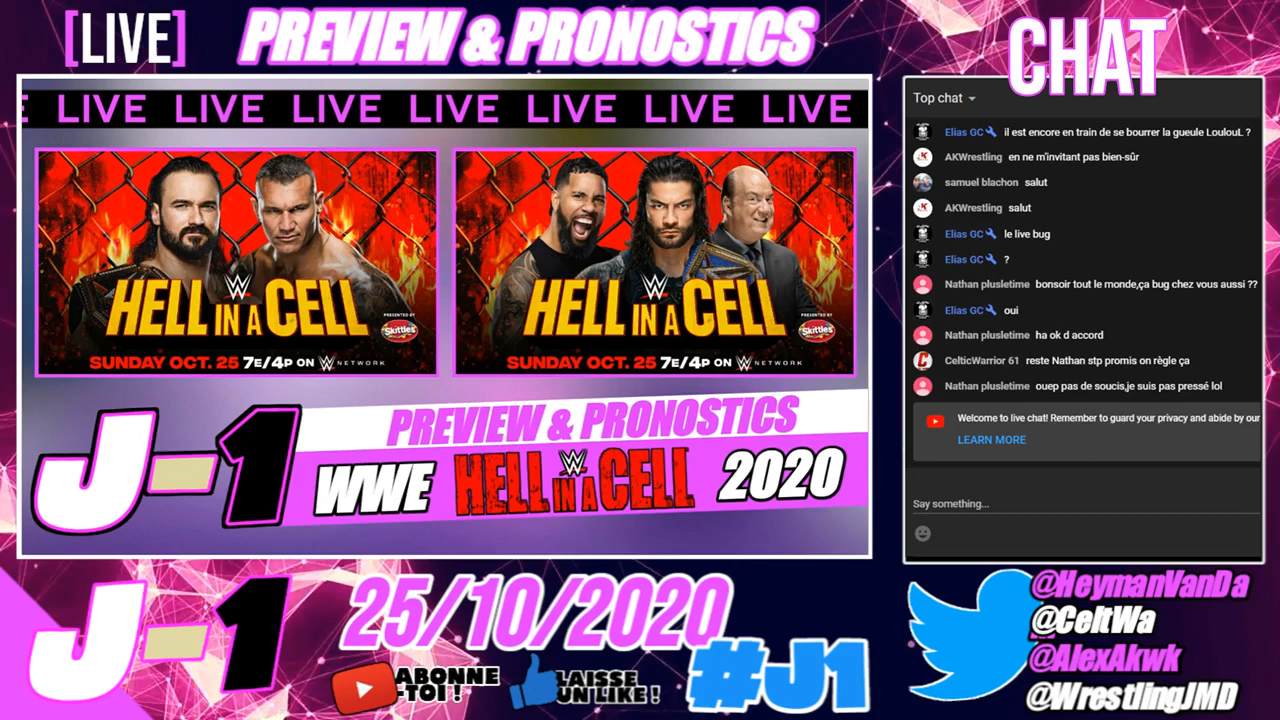 [LIVE]
PREVIEW & PRONOSTICS
CHAT
E LIVE LIVE LIVE LIVE LIVE LIVE LIVE
HELL IN A CELL
PRESENTED BY
Skittles
SUNDAY OCT. 25 7E/4P ON W NETWORK
HELL IN A CELL
PRESENTED BY
Skittles
SUNDAY OCT. 25 7E/4P ON W NETWORK
J-1
PREVIEW & PRONOSTICS
WWE HELL IN A CELL 2020
Top chat
Elias GC il est encore en train de se bourrer la gueule LoulouL ?
AKWrestling en ne m'invitant pas bien-sûr
samuel blachon salut
AKWrestling salut
Elias GC le live bug
Elias GC ?
Nathan plusletime bonsoir tout le monde,ça bug chez vous aussi ??
Elias GC oui
Nathan plusletime ha ok d accord
CelticWarrior 61 reste Nathan stp promis on règle ça
Nathan plusletime ouep pas de soucis,je suis pas pressé lol
Welcome to live chat! Remember to guard your privacy and abide by our
LEARN MORE
Say something...
J-1
25/10/2020
ABONNE
-TOI !
LAISSE
UN LIKE !
#J1
@HeymanVanDa
@CeltWa
@AlexAkwk
@WrestlingJMD